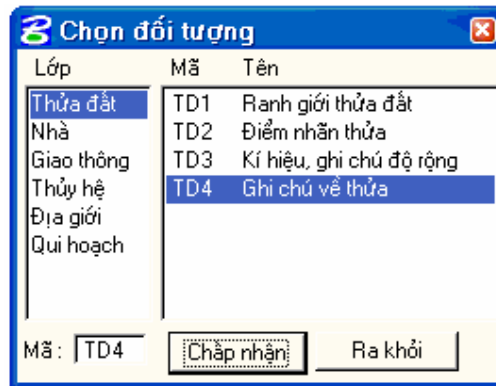 Chọn đối tượng
Lớp Mã Tên
Thửa đất TD1 Ranh giới thửa đất
Nhà TD2 Điểm nhãn thửa
Giao thông TD3 Kí hiệu, ghi chú độ rộng
Thủy hệ TD4 Ghi chú về thửa
Địa giới
Qui hoạch
Mã: TD4 Chấp nhận Ra khỏi